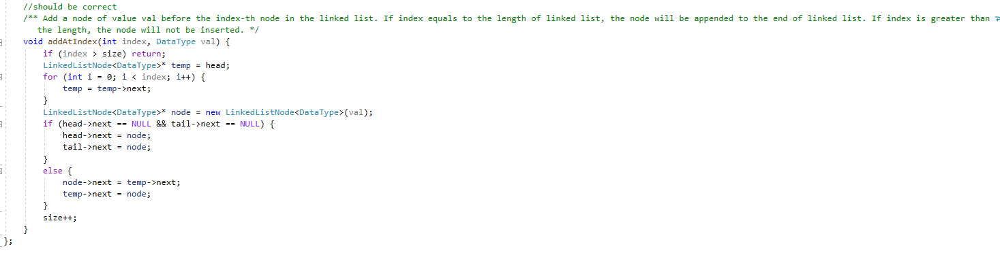 //should be correct
/** Add a node of value val before the index-th node in the linked list. If index equals to the length of linked list, the node will be appended to the end of linked list. If index is greater than
the length, the node will not be inserted. */
void addAtIndex(int index, DataType val) {
if (index > size) return;
LinkedListNode<DataType>* temp = head;
for (int i = 0; i < index; i++) {
temp = temp->next;
}
LinkedListNode<DataType>* node = new LinkedListNode<DataType>(val);
if (head->next == NULL && tail->next == NULL) {
head->next = node;
tail->next = node;
}
else {
node->next = temp->next;
temp->next = node;
}
size++;
}
};